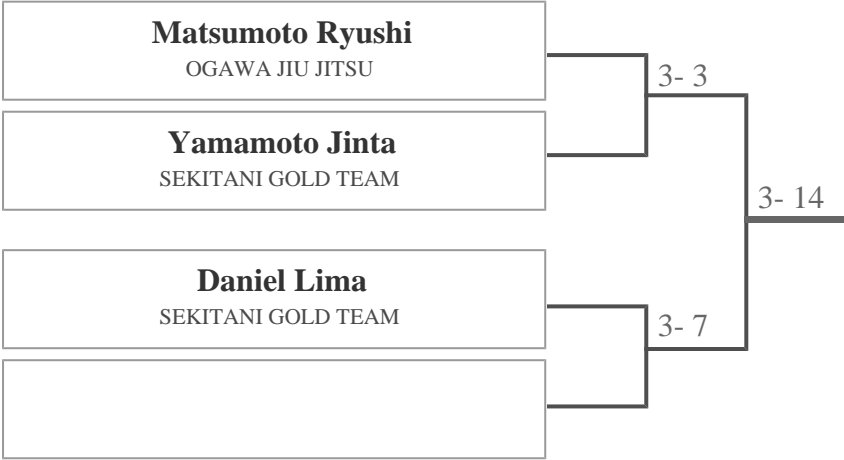 Matsumoto Ryushi
OGAWA JIU JITSU
3- 3
Yamamoto Jinta
SEKITANI GOLD TEAM
3- 14
Daniel Lima
SEKITANI GOLD TEAM
3- 7